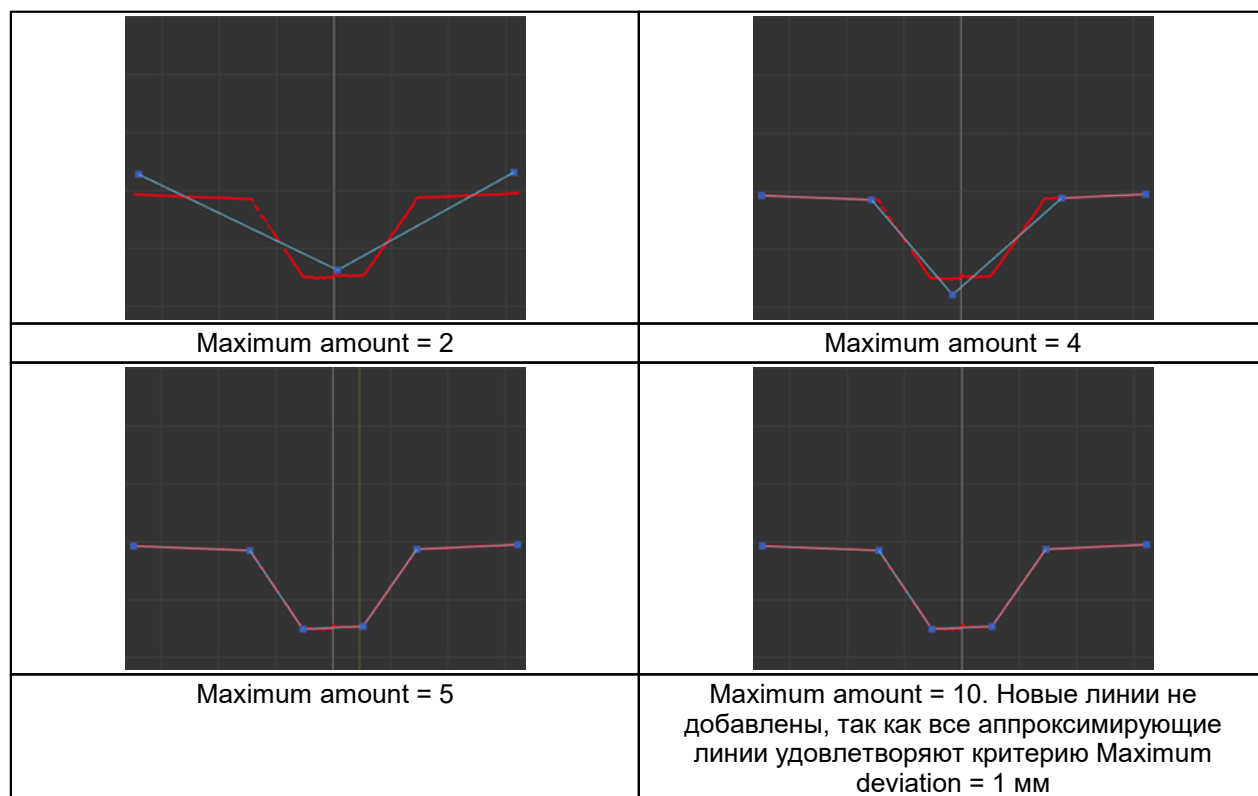 Maximum amount = 2
Maximum amount = 4
Maximum amount = 5
Maximum amount = 10. Новые линии не
добавлены, так как все аппроксимирующие
линии удовлетворяют критерию Maximum
deviation = 1 мм